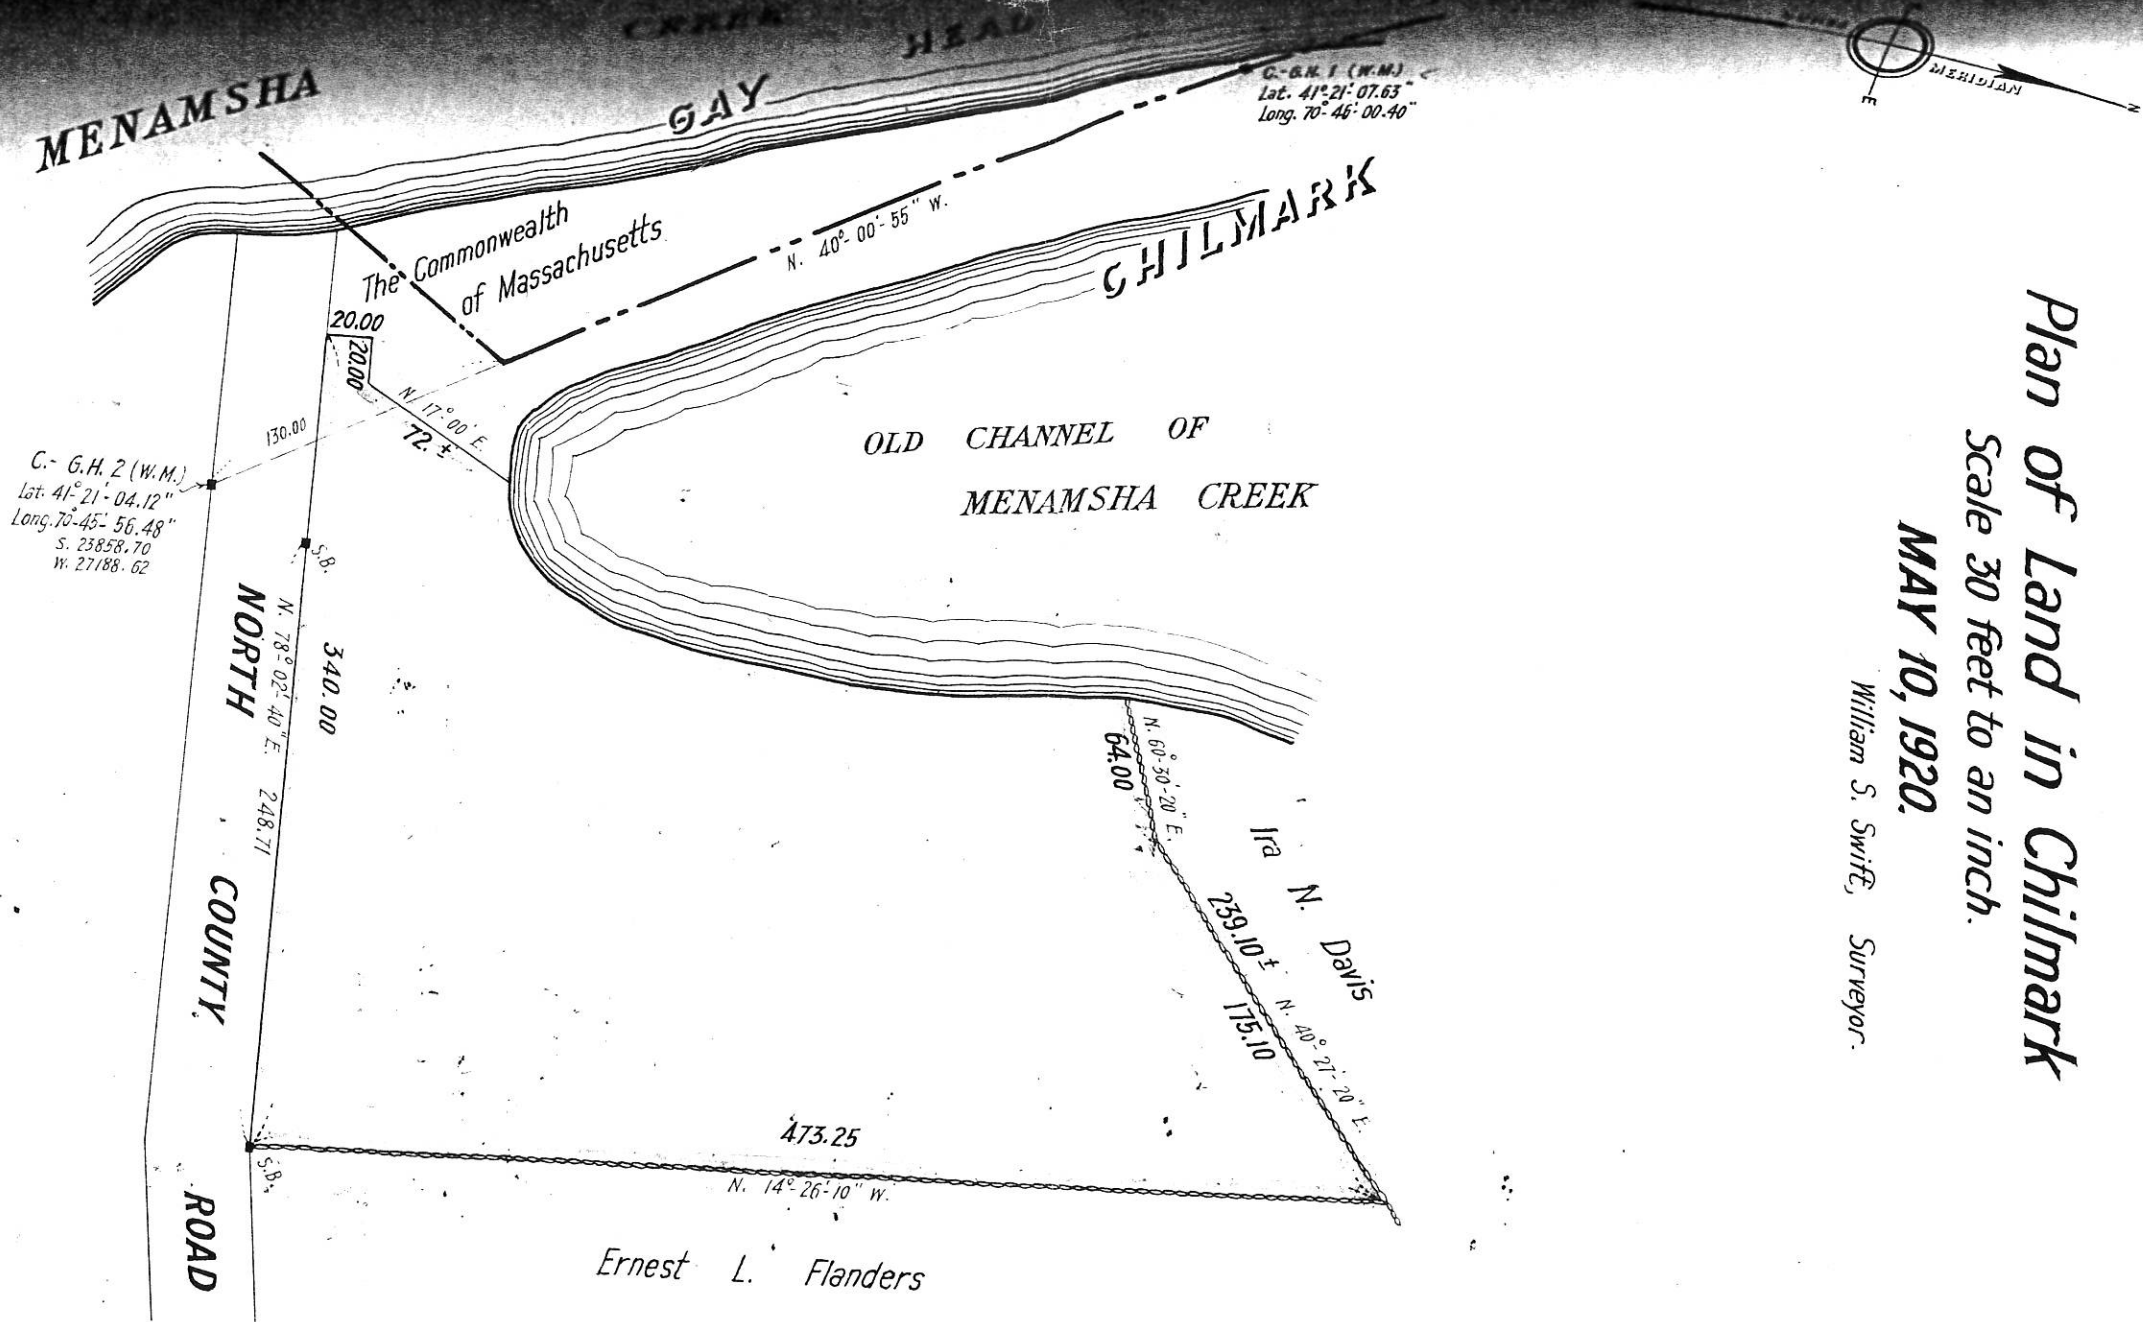 Plan of Land in Chilmark
Scale 30 feet to an inch.
MAY 10, 1920.
William S. Swift, Surveyor.
MERIDIAN
N
E
MENAMSHA
CREEK
GAY HEAD
C.-G.H. 1 (W.M.)
Lat. 41°-21'-07.63"
Long. 70°-46'-00.40"
CHILMARK
N. 40°-00'-55" W.
The Commonwealth
of Massachusetts
20.00
20.00
N. 17°-00' E.
72.±
130.00
C.- G.H. 2 (W.M.)
Lat. 41°-21'-04.12"
Long. 70°-45'-56.48"
S. 23858.70
W. 27188.62
OLD CHANNEL OF
MENAMSHA CREEK
S.B.
340.00
N. 78°-02'-40" E. 248.71
NORTH COUNTY ROAD
N. 60°-30'-20" E.
64.00
Ira N. Davis
239.10±
N. 40°-27'-20" E.
175.10
473.25
N. 14°-26'-10" W.
S.B.
Ernest L. Flanders